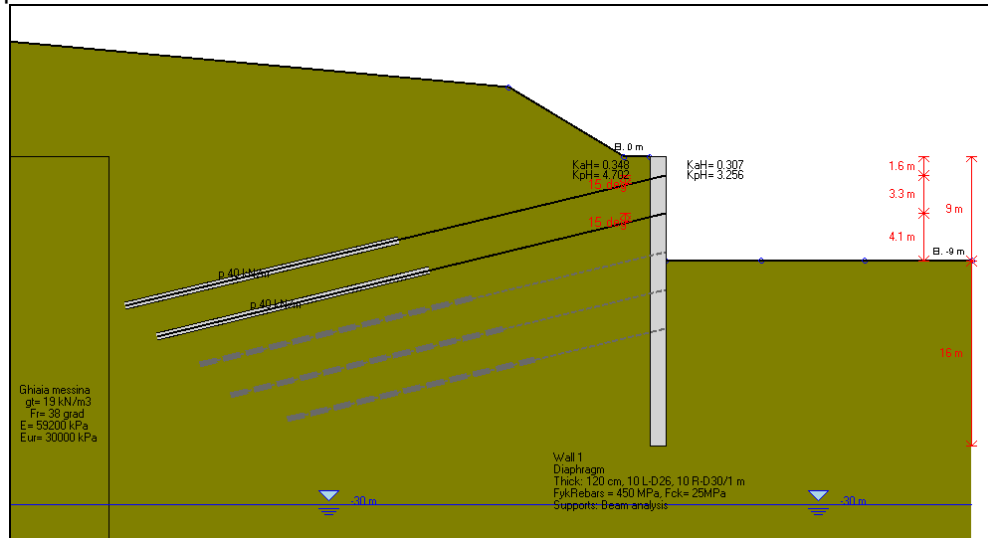 El. 0 m
KaH= 0.348
KpH= 4.702
KaH= 0.307
KpH= 3.256
15 deg
15 deg
1.6 m
3.3 m
4.1 m
9 m
El. -9 m
p 40 kN/m
p 40 kN/m
16 m
Ghiaia messina
gt= 19 kN/m3
Fr= 38 grad
E= 59200 kPa
Eur= 30000 kPa
Wall 1
Diaphragm
Thick: 120 cm, 10 L-D26, 10 R-D30/1 m
FykRebars = 450 MPa, Fck= 25MPa
Supports: Beam analysis
-30 m
-30 m